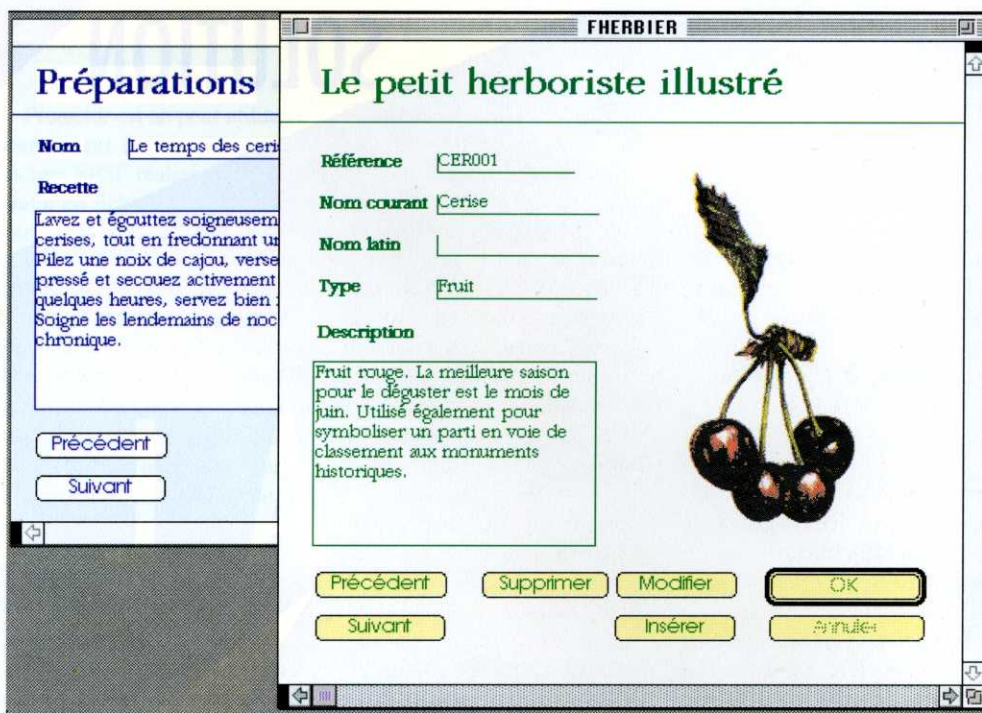 FHERBIER
Préparations
Nom Le temps des ceris
Recette
Lavez et égouttez soigneusem
cerises, tout en fredonnant un
Pilez une noix de cajou, verse
pressé et secouez activement
quelques heures, servez bien
Soigne les lendemains de noc
chronique.
Précédent
Suivant
Le petit herboriste illustré
Référence CER001
Nom courant Cerise
Nom latin
Type Fruit
Description
Fruit rouge. La meilleure saison
pour le déguster est le mois de
juin. Utilisé également pour
symboliser un parti en voie de
classement aux monuments
historiques.
Précédent Supprimer Modifier OK
Suivant Insérer Annuler